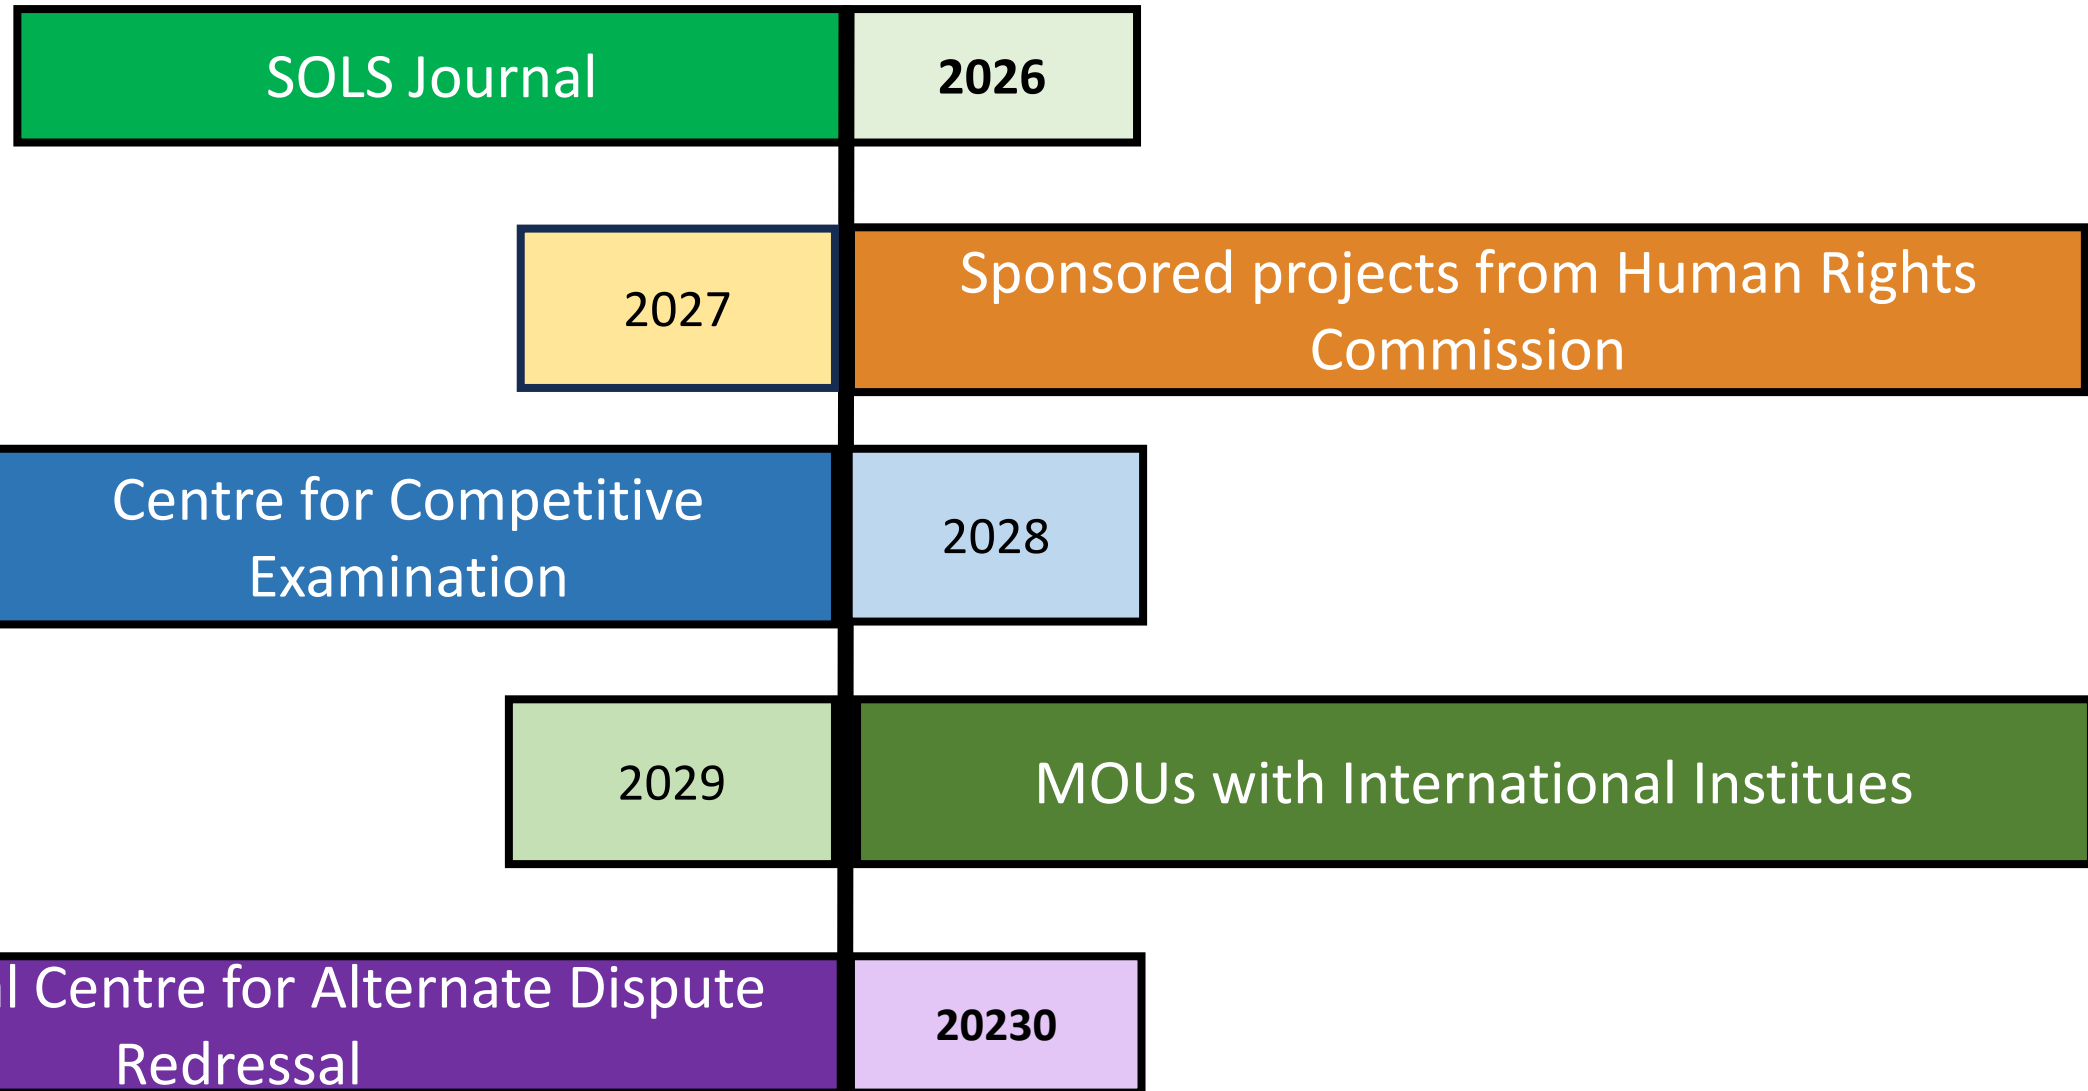 SOLS Journal
2026
2027
Sponsored projects from Human Rights
Commission
Centre for Competitive
Examination
2028
2029
MOUs with International Institues
Centre for Alternate Dispute
Redressal
20230